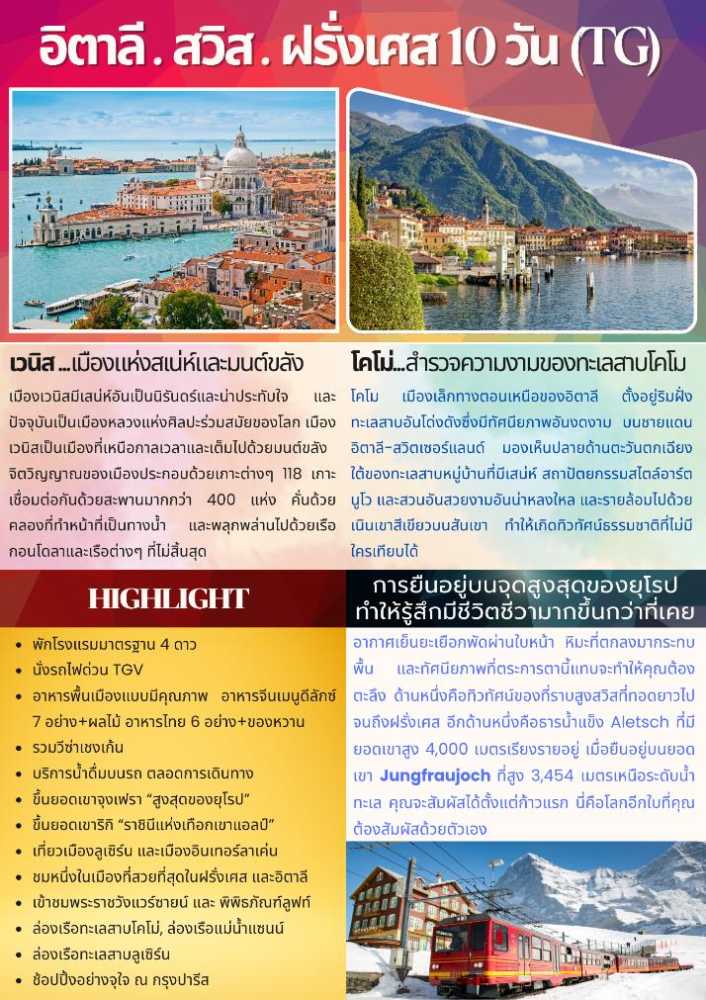 อิตาลี . สวิส . ฝรั่งเศส 10 วัน (TG)
เวนิส ...เมืองแห่งสเน่ห์และมนต์ขลัง
เมืองเวนิสมีเสน่ห์อันเป็นนิรันดร์และน่าประทับใจ และ
ปัจจุบันเป็นเมืองหลวงแห่งศิลปะร่วมสมัยของโลก เมือง
เวนิสเป็นเมืองที่เหนือกาลเวลาและเต็มไปด้วยมนต์ขลัง
จิตวิญญาณของเมืองประกอบด้วยเกาะต่างๆ 118 เกาะ
เชื่อมต่อกันด้วยสะพานมากกว่า 400 แห่ง คั่นด้วย
คลองที่ทำหน้าที่เป็นทางน้ำ และพลุกพล่านไปด้วยเรือ
กอนโดลาและเรือต่างๆ ที่ไม่สิ้นสุด
โคโม่...สำรวจความงามของทะเลสาบโคโม
โคโม เมืองเล็กทางตอนเหนือของอิตาลี ตั้งอยู่ริมฝั่ง
ทะเลสาบอันโด่งดังซึ่งมีทัศนียภาพอันงดงาม บนชายแดน
อิตาลี-สวิตเซอร์แลนด์ มองเห็นปลายด้านตะวันตกเฉียง
ใต้ของทะเลสาบหมู่บ้านที่มีเสน่ห์ สถาปัตยกรรมสไตล์อาร์ต
นูโว และสวนอันสวยงามอันน่าหลงใหล และรายล้อมไปด้วย
เนินเขาสีเขียวบนสันเขา ทำให้เกิดทิวทัศน์ธรรมชาติที่ไม่มี
ใครเทียบได้
HIGHLIGHT
• พักโรงแรมมาตรฐาน 4 ดาว
• นั่งรถไฟด่วน TGV
• อาหารพื้นเมืองแบบมีคุณภาพ อาหารจีนเมนูดีลักซ์
7 อย่าง+ผลไม้ อาหารไทย 6 อย่าง+ของหวาน
• รวมวีซ่าเชงเก้น
• บริการน้ำดื่มบนรถ ตลอดการเดินทาง
• ขึ้นยอดเขาจุงเฟรา “สูงสุดของยุโรป”
• ขึ้นยอดเขาริกิ “ราชินีแห่งเทือกเขาแอลป์”
• เที่ยวเมืองลูเซิร์น และเมืองอินเทอร์ลาเค่น
• ชมหนึ่งในเมืองที่สวยที่สุดในฝรั่งเศส และอิตาลี
• เข้าชมพระราชวังแวร์ซายน์ และ พิพิธภัณฑ์ลูฟท์
• ล่องเรือทะเลสาบโคโม่, ล่องเรือแม่น้ำแซนน์
• ล่องเรือทะเลสาบลูเซิร์น
• ช้อปปิ้งอย่างจุใจ ณ กรุงปารีส
การยืนอยู่บนจุดสูงสุดของยุโรป
ทำให้รู้สึกมีชีวิตชีวามากขึ้นกว่าที่เคย
อากาศเย็นยะเยือกพัดผ่านใบหน้า หิมะที่ตกลงมากระทบ
พื้น และทัศนียภาพที่ตระการตานี้แทบจะทำให้คุณต้อง
ตะลึง ด้านหนึ่งคือทิวทัศน์ของที่ราบสูงสวิสที่ทอดยาวไป
จนถึงฝรั่งเศส อีกด้านหนึ่งคือธารน้ำแข็ง Aletsch ที่มี
ยอดเขาสูง 4,000 เมตรเรียงรายอยู่ เมื่อยืนอยู่บนยอด
เขา Jungfraujoch ที่สูง 3,454 เมตรเหนือระดับน้ำ
ทะเล คุณจะสัมผัสได้ตั้งแต่ก้าวแรก นี่คือโลกอีกใบที่คุณ
ต้องสัมผัสด้วยตัวเอง